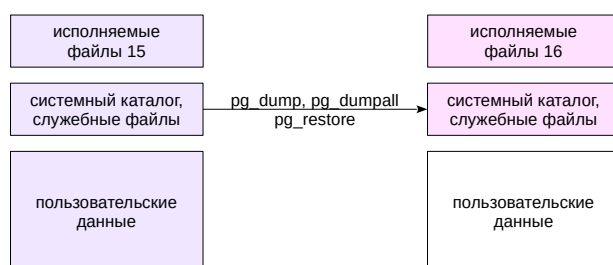 исполняемые
файлы 15
исполняемые
файлы 16
системный каталог,
служебные файлы
pg_dump, pg_dumpall
pg_restore
системный каталог,
служебные файлы
пользовательские
данные
пользовательские
данные